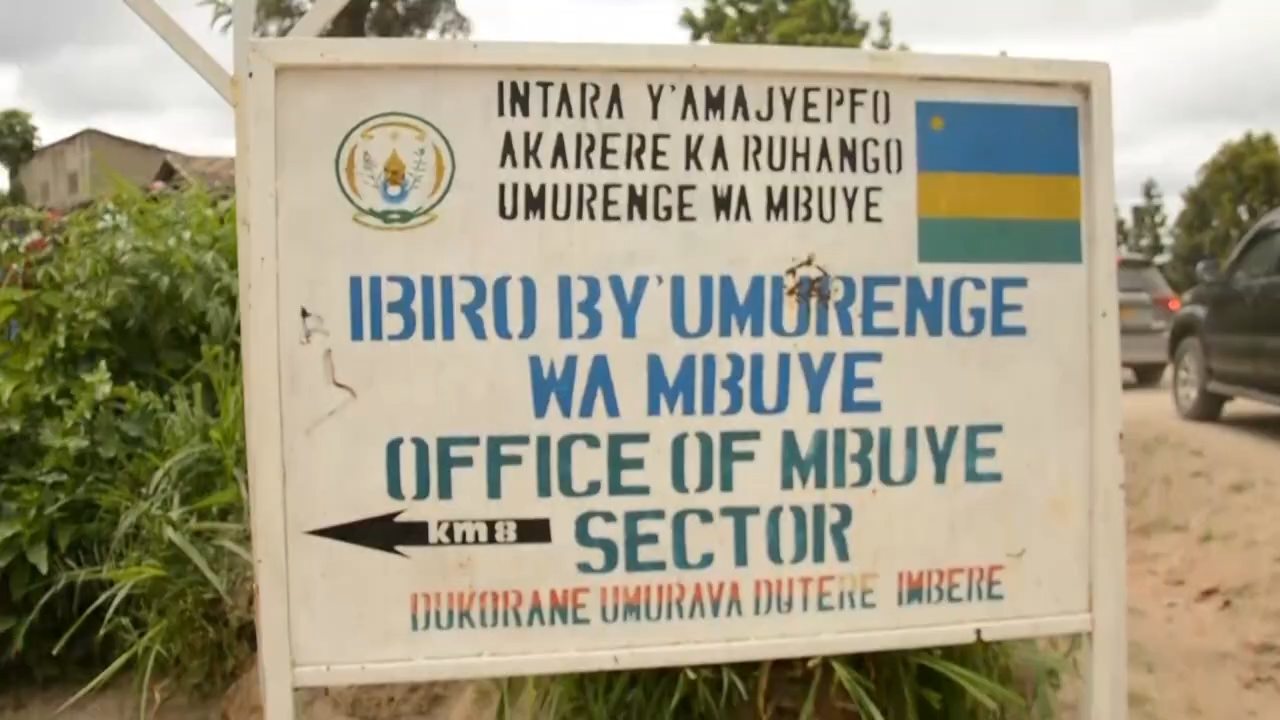 INTARA Y'AMAJYEPFO
AKARERE KA RUHANGO
UMURENGE WA MBUYE
IBIRO BY'UMURENGE
WA MBUYE
OFFICE OF MBUYE
km 8 SECTOR
DUKORANE UMURAVA DUTERE IMBERE